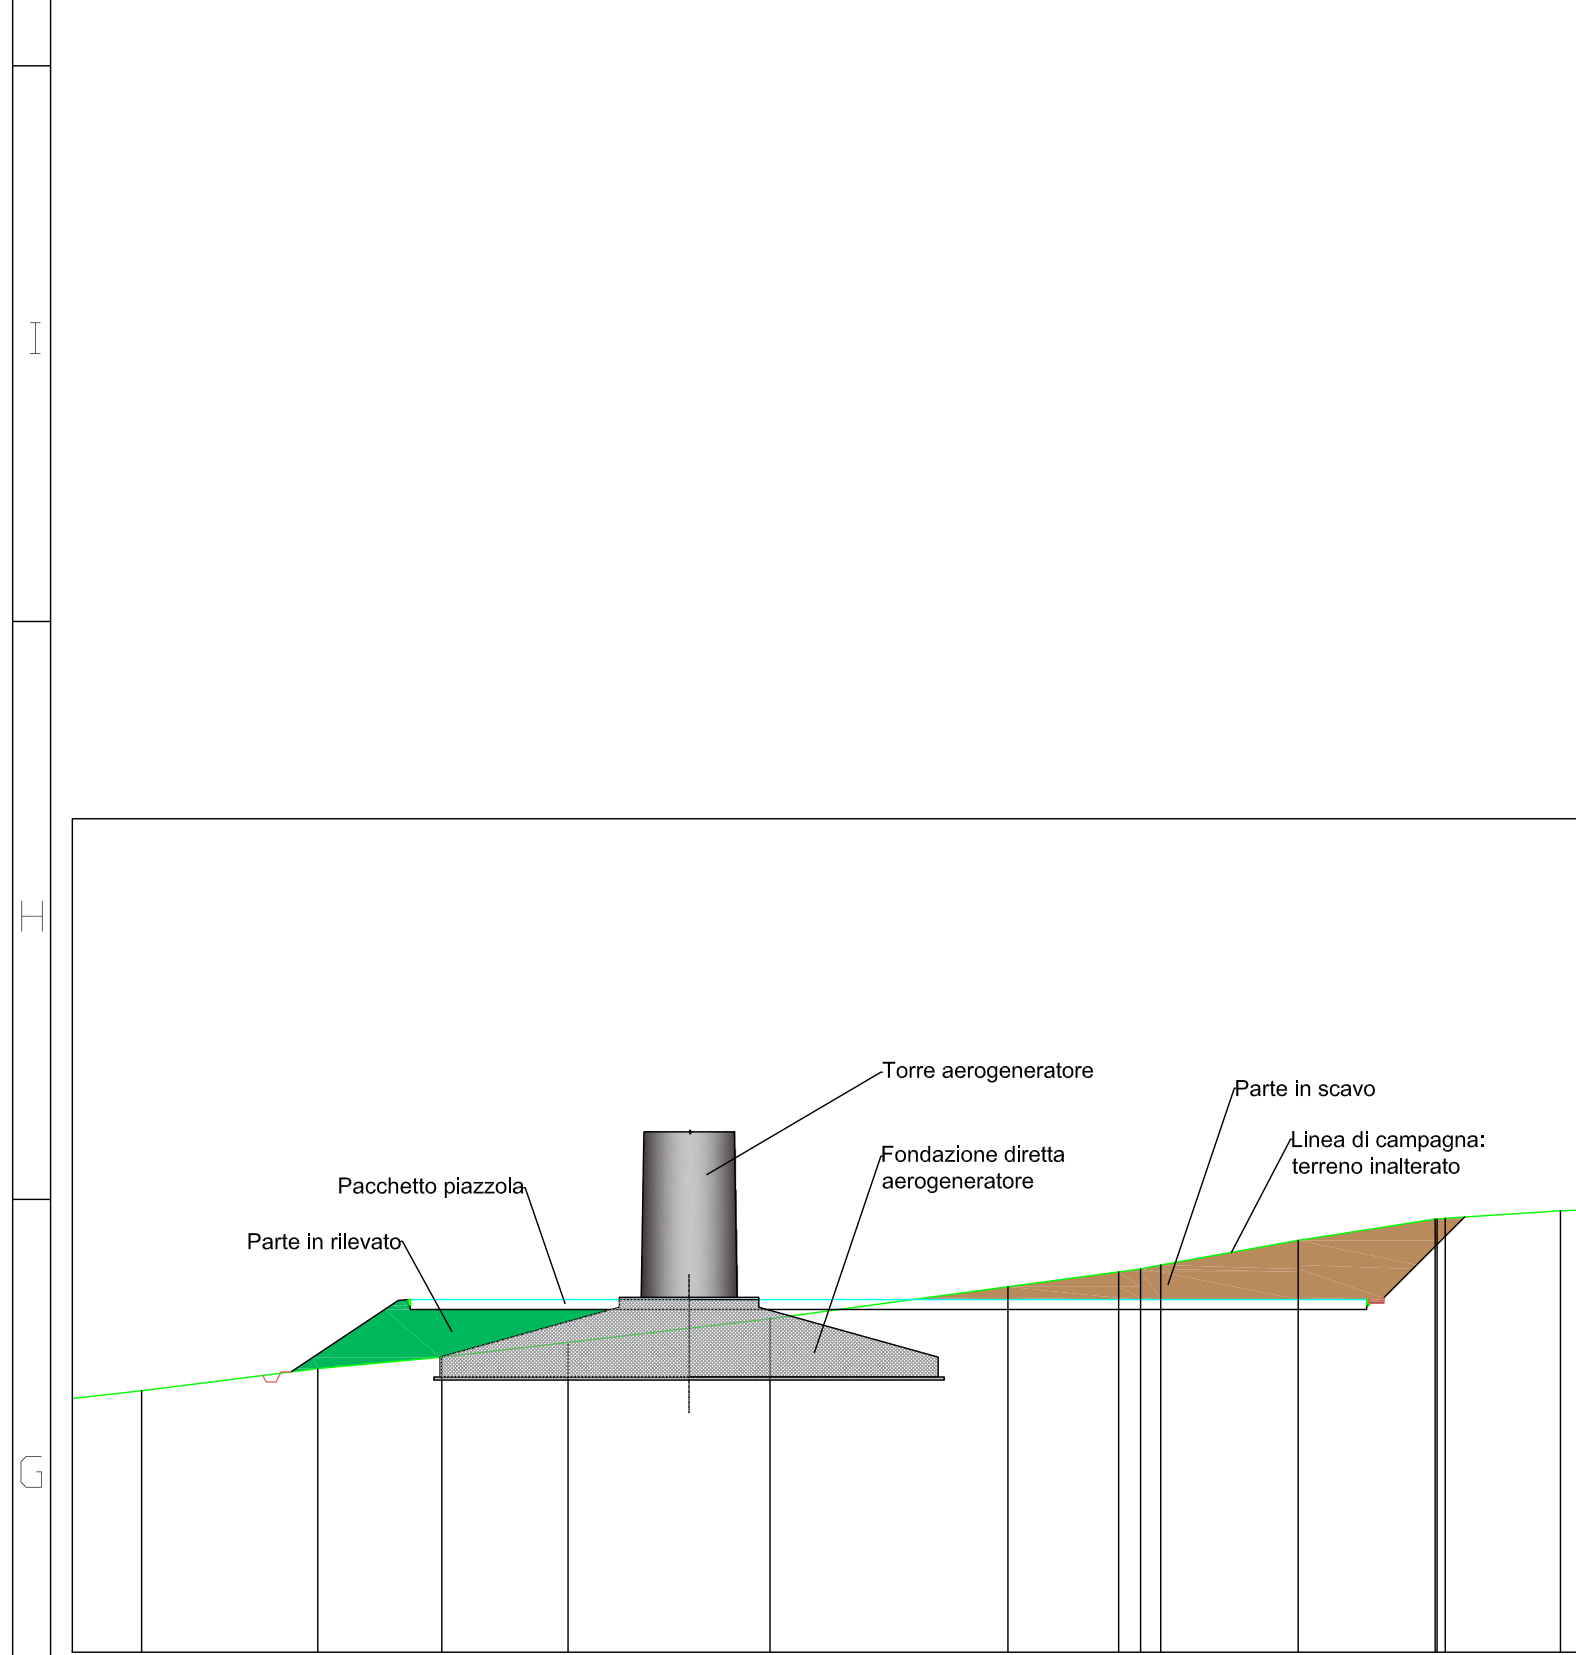 I
H
Torre aerogeneratore
Parte in scavo
Linea di campagna:
terreno inalterato
Fondazione diretta
aerogeneratore
Pacchetto piazzola
Parte in rilevato
G